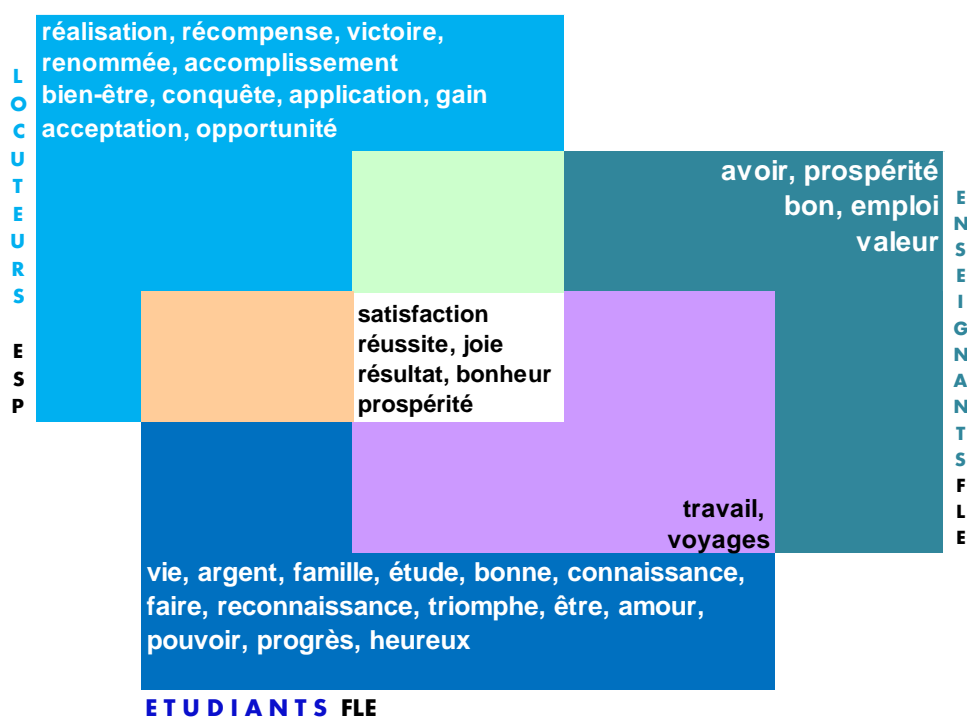 réalisation, récompense, victoire,
renommée, accomplissement
bien-être, conquête, application, gain
acceptation, opportunité
LOCUTEURS ESP
avoir, prospérité
bon, emploi
valeur
ENSEIGNANTS FLE
satisfaction
réussite, joie
résultat, bonheur
prospérité
travail,
voyages
vie, argent, famille, étude, bonne, connaissance,
faire, reconnaissance, triomphe, être, amour,
pouvoir, progrès, heureux
ETUDIANTS FLE